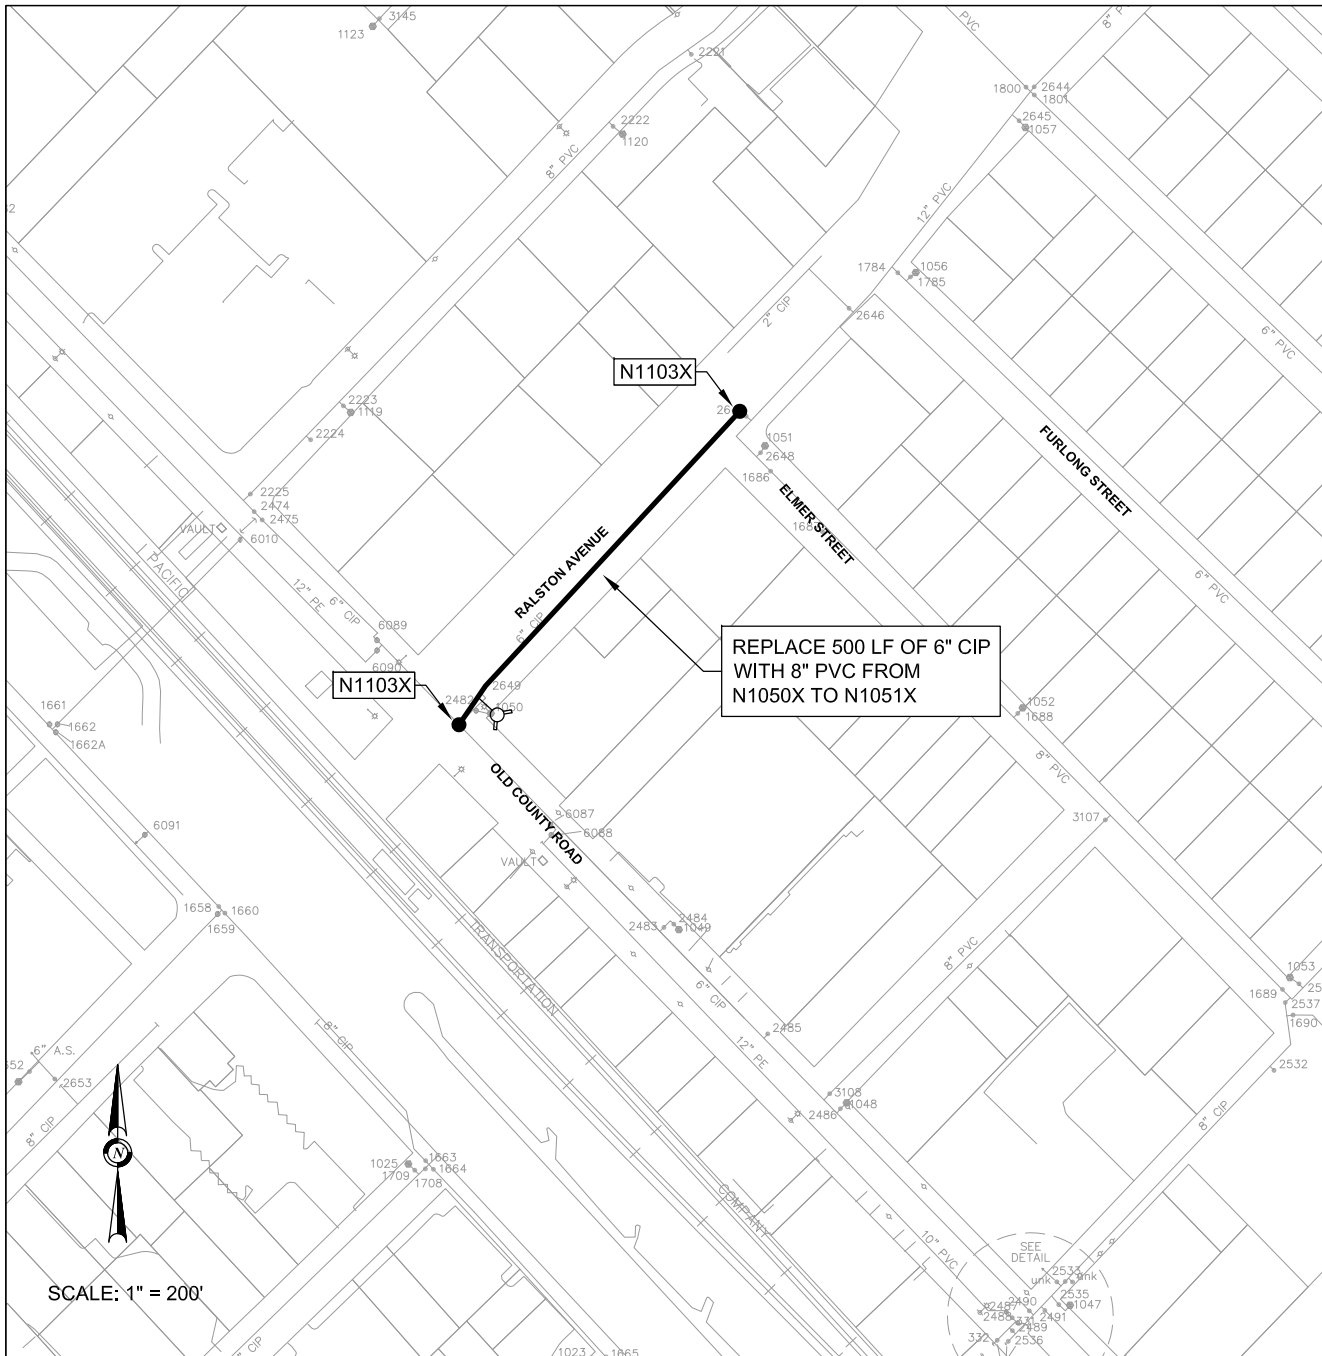 3145
1123
2221
PVC
8" PVC
2222
1120
8" PVC
1800
2644
1801
2645
1057
12" PVC
1784
1056
1785
2646
2" CIP
6" PVC
N1103X
2223
1119
2224
1051
2648
1686
FURLONG STREET
ELMER STREET
2225
2474
2475
VAULT
6010
PACIFIC
12" PE
6" CIP
RALSTON AVENUE
6" CIP
6" PVC
6089
6090
N1103X
REPLACE 500 LF OF 6" CIP
WITH 8" PVC FROM
N1050X TO N1051X
2649
2482
1050
1661
1662
1662A
1052
1688
8" PVC
OLD COUNTY ROAD
6087
6088
VAULT
6091
3107
1658
1660
1659
2484
2483
1049
TRANSPORTATION
8" PVC
6" CIP
1053
1689
2537
1690
8" CIP
2485
12" PE
6" A.S.
2653
2532
8" CIP
3108
1048
2486
8" CIP
N
1025
1663
1664
1709
1708
COMPANY
10" PVC
SEE
DETAIL
2533
unk
unk
2535
1047
SCALE: 1" = 200'
2487
2490
2488
331
2491
2489
332
2536
CIP
1023
1665